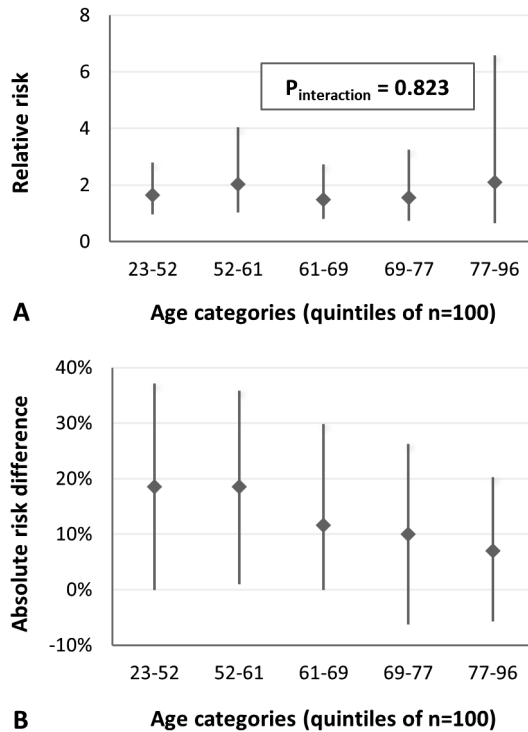 8
6
4
2
0
Relative risk
Pinteraction = 0.823
23-52 52-61 61-69 69-77 77-96
A Age categories (quintiles of n=100)
40%
30%
20%
10%
0%
-10%
Absolute risk difference
23-52 52-61 61-69 69-77 77-96
B Age categories (quintiles of n=100)